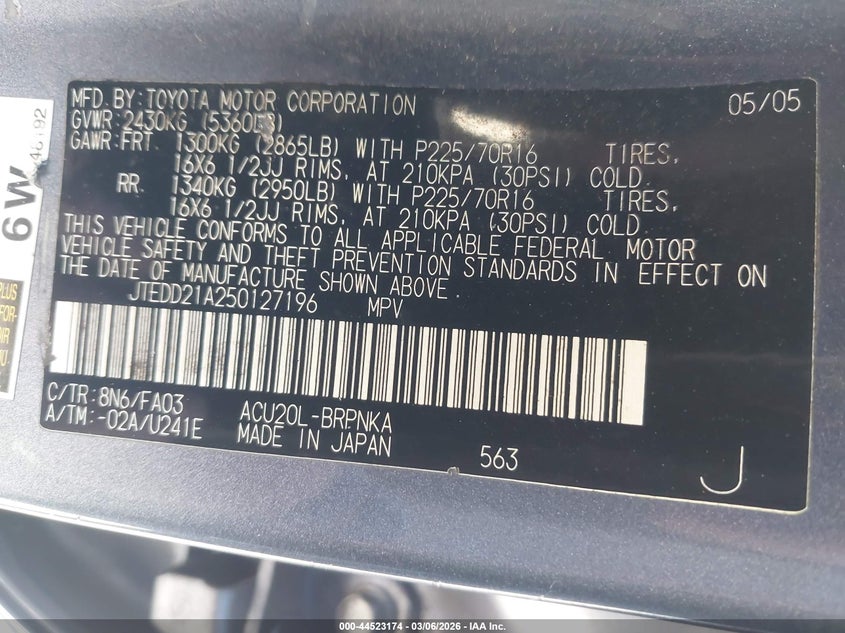 MFD.BY:TOYOTA MOTOR CORPORATION 05/05
GVWR:2430KG (5360LB)
GAWR:FRT. 1300KG (2865LB) WITH P225/70R16 TIRES,
16X6 1/2JJ RIMS, AT 210KPA (30PSI) COLD.
RR. 1340KG (2950LB) WITH P225/70R16 TIRES,
16X6 1/2JJ RIMS, AT 210KPA (30PSI) COLD.
THIS VEHICLE CONFORMS TO ALL APPLICABLE FEDERAL MOTOR
VEHICLE SAFETY AND THEFT PREVENTION STANDARDS IN EFFECT ON
THE DATE OF MANUFACTURE SHOWN ABOVE.
JTEDD21A250127196 MPV
C/TR: 8N6/FA03 ACU20L-BRPNKA
A/TM:-02A/U241E MADE IN JAPAN
563 J
6W
PLUS
000-44523174 - 03/06/2026 - IAA Inc.